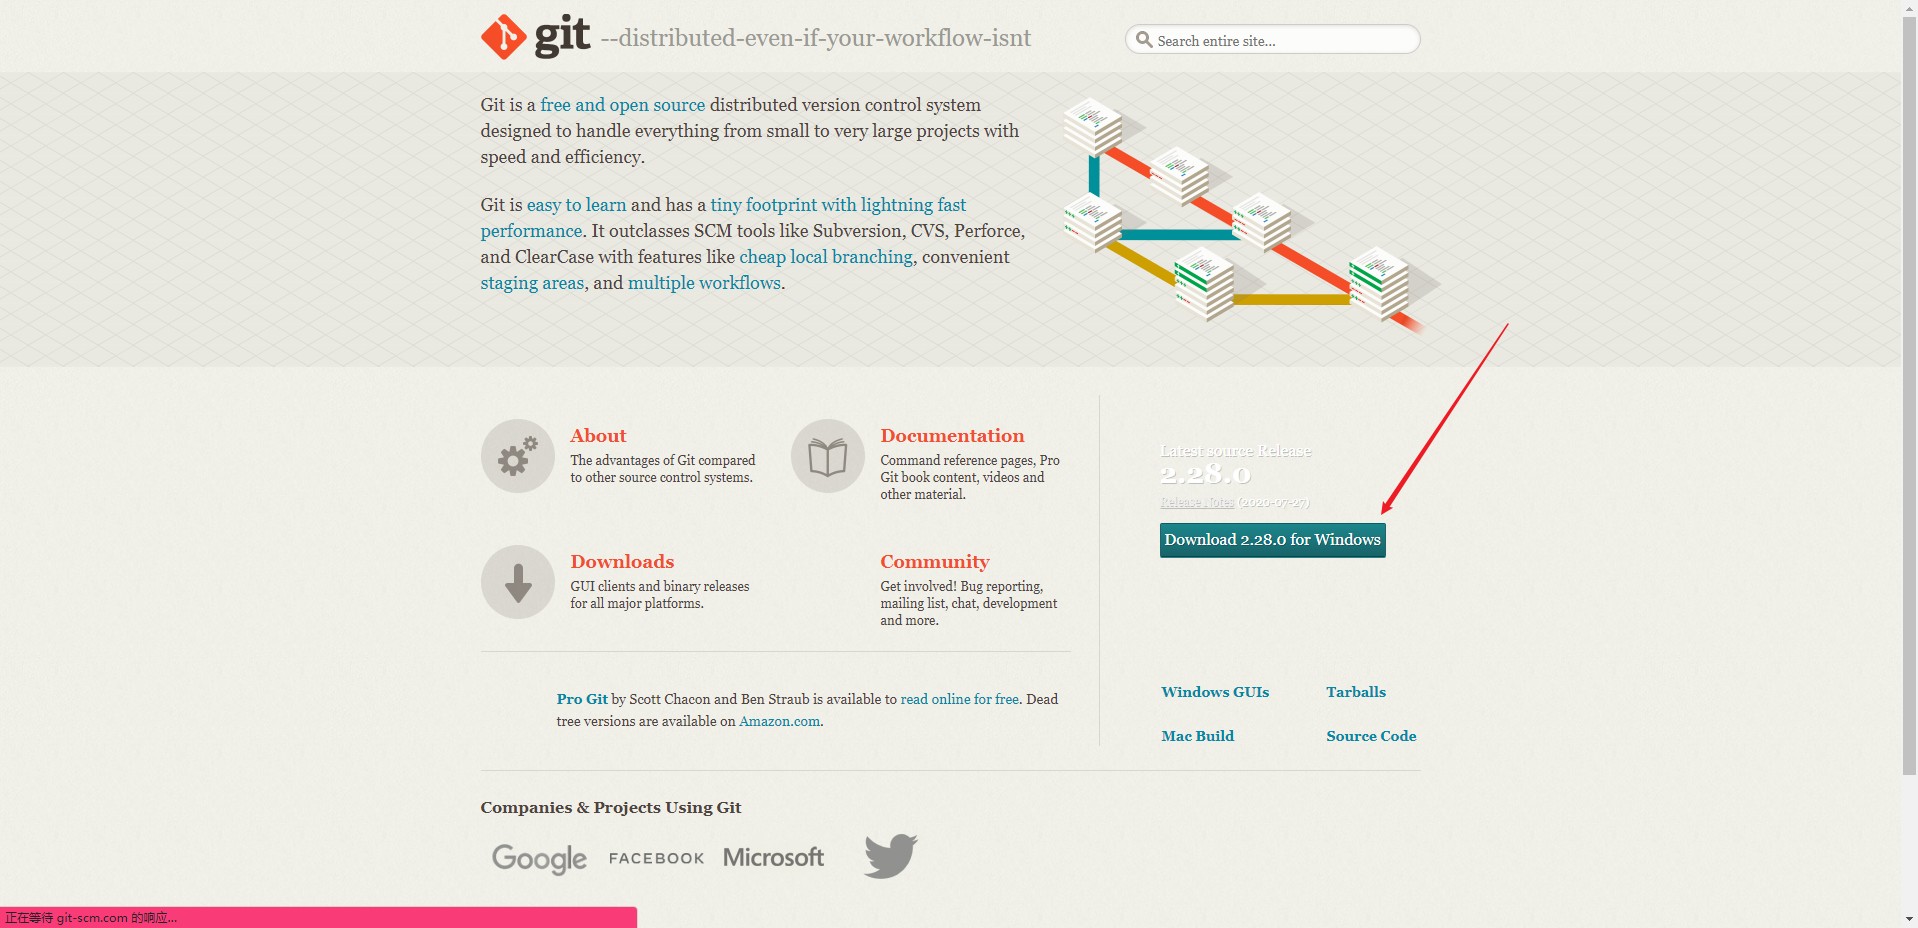 git --distributed-even-if-your-workflow-isnt
Search entire site...
Git is a free and open source distributed version control system
designed to handle everything from small to very large projects with
speed and efficiency.
Git is easy to learn and has a tiny footprint with lightning fast
performance. It outclasses SCM tools like Subversion, CVS, Perforce,
and ClearCase with features like cheap local branching, convenient
staging areas, and multiple workflows.
About
The advantages of Git compared
to other source control systems.
Documentation
Command reference pages, Pro
Git book content, videos and
other material.
Downloads
GUI clients and binary releases
for all major platforms.
Community
Get involved! Bug reporting,
mailing list, chat, development
and more.
Pro Git by Scott Chacon and Ben Straub is available to read online for free. Dead
tree versions are available on Amazon.com.
Latest source Release
2.28.0
Release Notes (2020-07-27)
Download 2.28.0 for Windows
Windows GUIs
Tarballs
Mac Build
Source Code
Companies & Projects Using Git
Google
FACEBOOK
Microsoft
正在等待 git-scm.com 的响应...